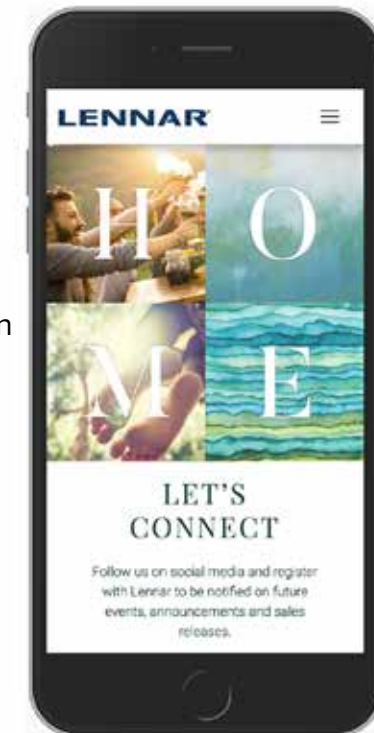 LENNAR
H O
M E
n
LET'S
CONNECT
Follow us on social media and register
with Lennar to be notified on future
events, announcements and sales
releases.